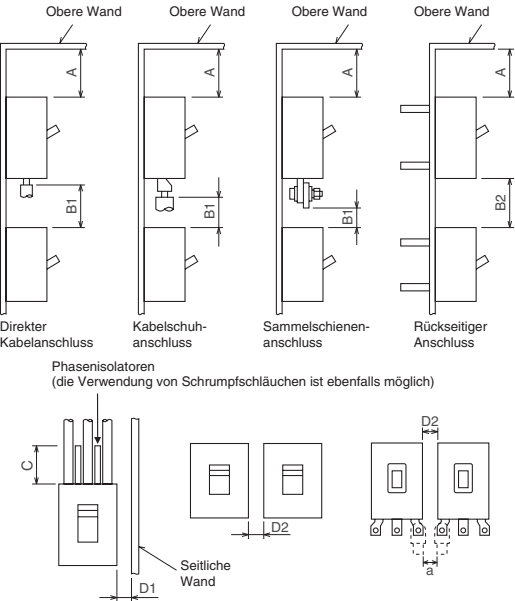 Obere Wand
Obere Wand
Obere Wand
Obere Wand
A
A
A
A
B1
B1
B1
B2
Direkter
Kabelanschluss
Kabelschuh-
anschluss
Sammelschienen-
anschluss
Rückseitiger
Anschluss
Phasenisolatoren
(die Verwendung von Schrumpfschläuchen ist ebenfalls möglich)
C
D2
D2
Seitliche
Wand
a
D1